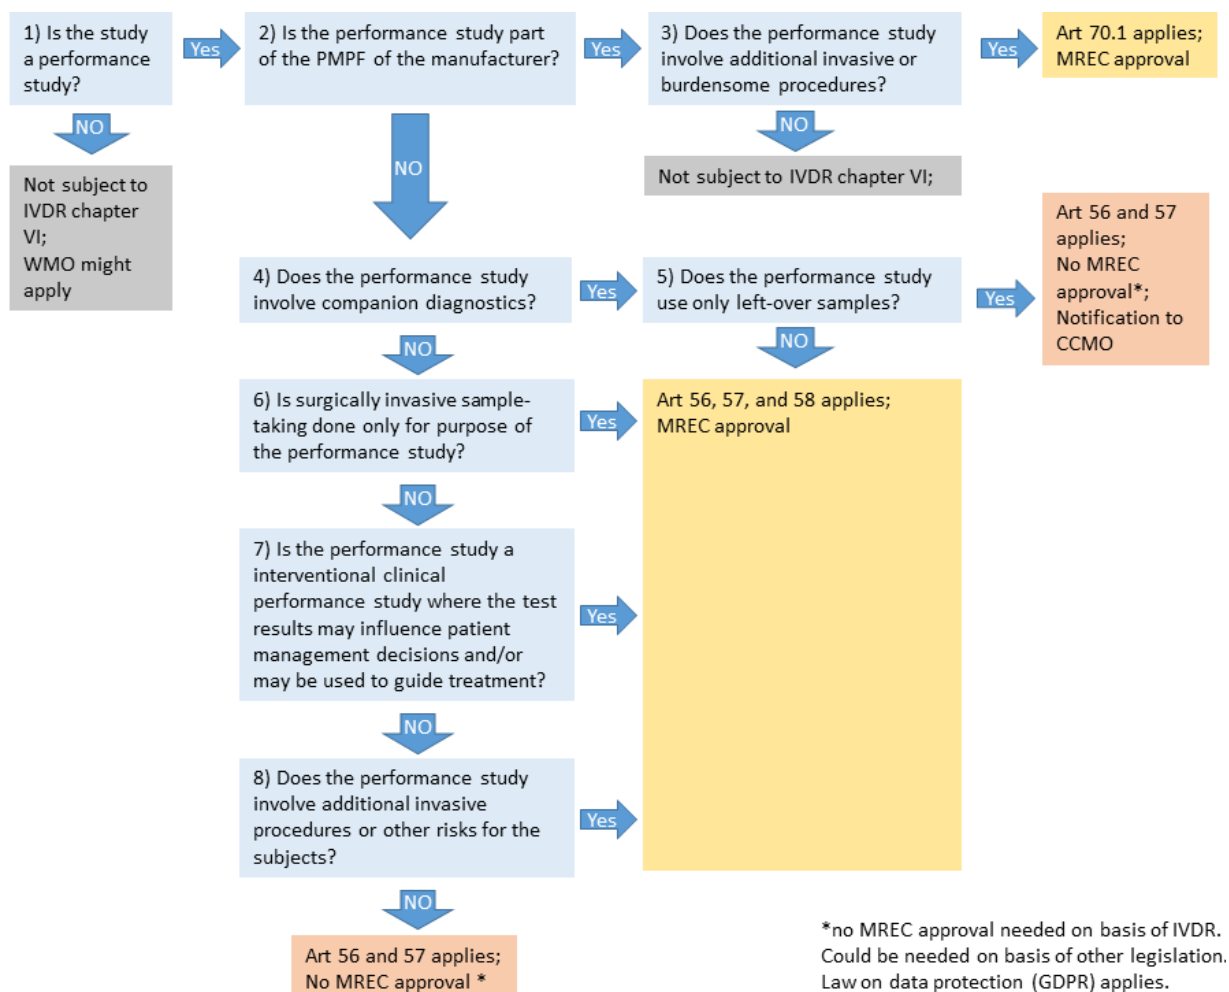 1) Is the study
a performance
study?
Yes
2) Is the performance study part
of the PMPF of the manufacturer?
Yes
3) Does the performance study
involve additional invasive or
burdensome procedures?
Yes
Art 70.1 applies;
MREC approval
NO
Not subject to
IVDR chapter
VI;
WMO might
apply
NO
NO
Not subject to IVDR chapter VI;
4) Does the performance study
involve companion diagnostics?
Yes
5) Does the performance study
use only left-over samples?
Yes
Art 56 and 57
applies;
No MREC
approval*;
Notification to
CCMO
NO
NO
6) Is surgically invasive sample-
taking done only for purpose of
the performance study?
Yes
Art 56, 57, and 58 applies;
MREC approval
NO
7) Is the performance study a
interventional clinical
performance study where the test
results may influence patient
management decisions and/or
may be used to guide treatment?
Yes
NO
8) Does the performance study
involve additional invasive
procedures or other risks for the
subjects?
Yes
NO
Art 56 and 57 applies;
No MREC approval *
*no MREC approval needed on basis of IVDR.
Could be needed on basis of other legislation.
Law on data protection (GDPR) applies.